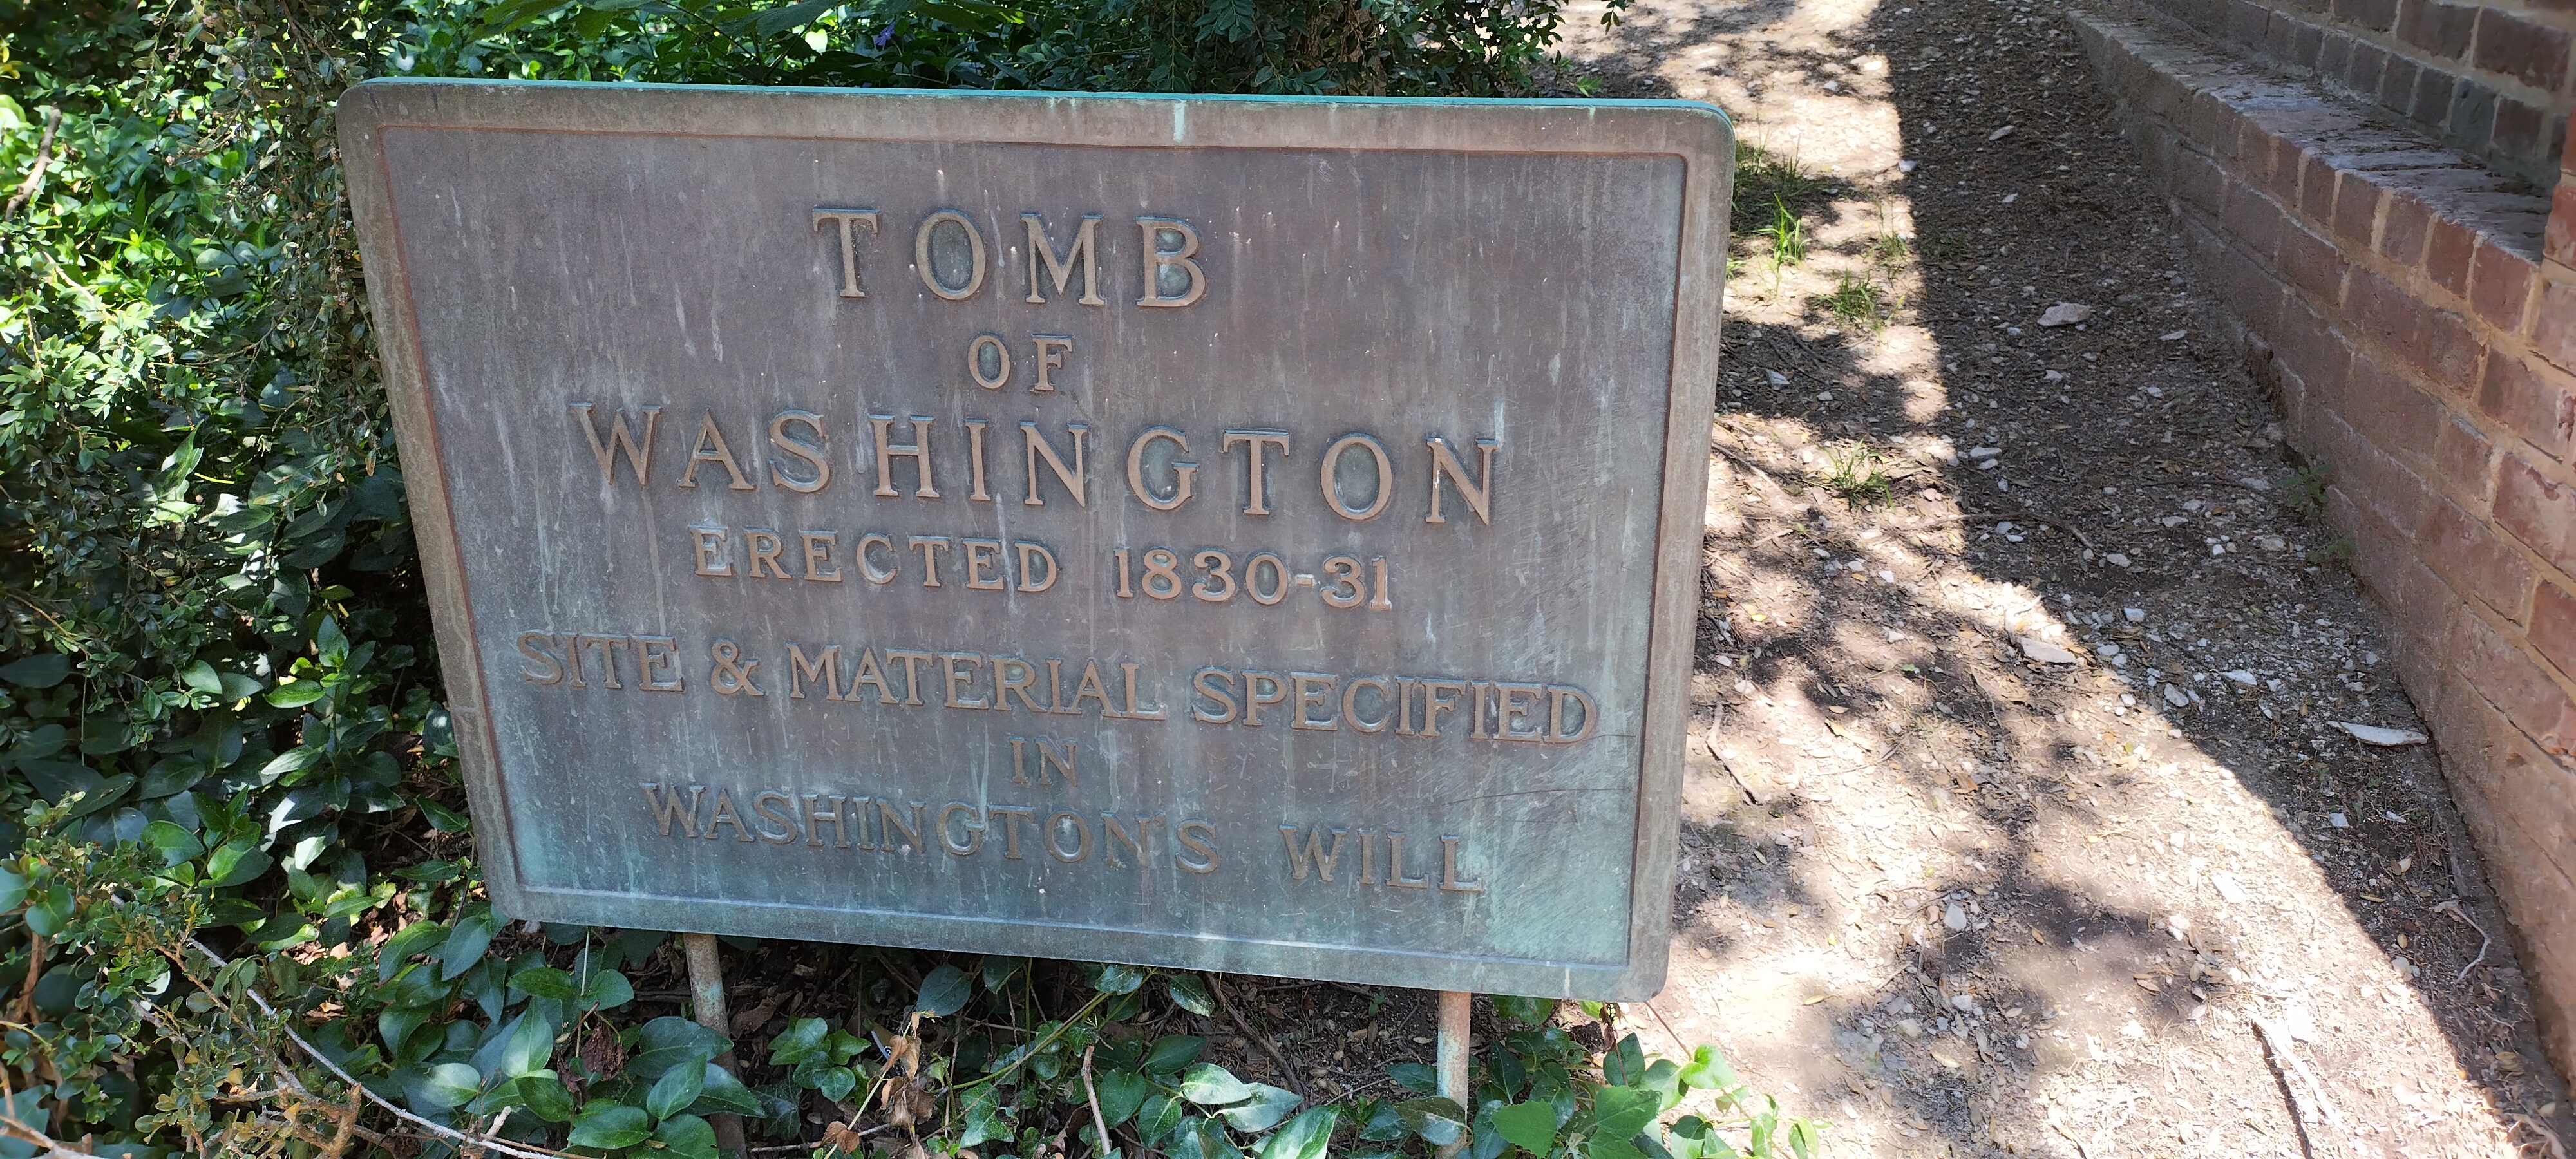 TOMB
OF
WASHINGTON
ERECTED 1830-31
SITE & MATERIAL SPECIFIED
IN
WASHINGTON'S WILL